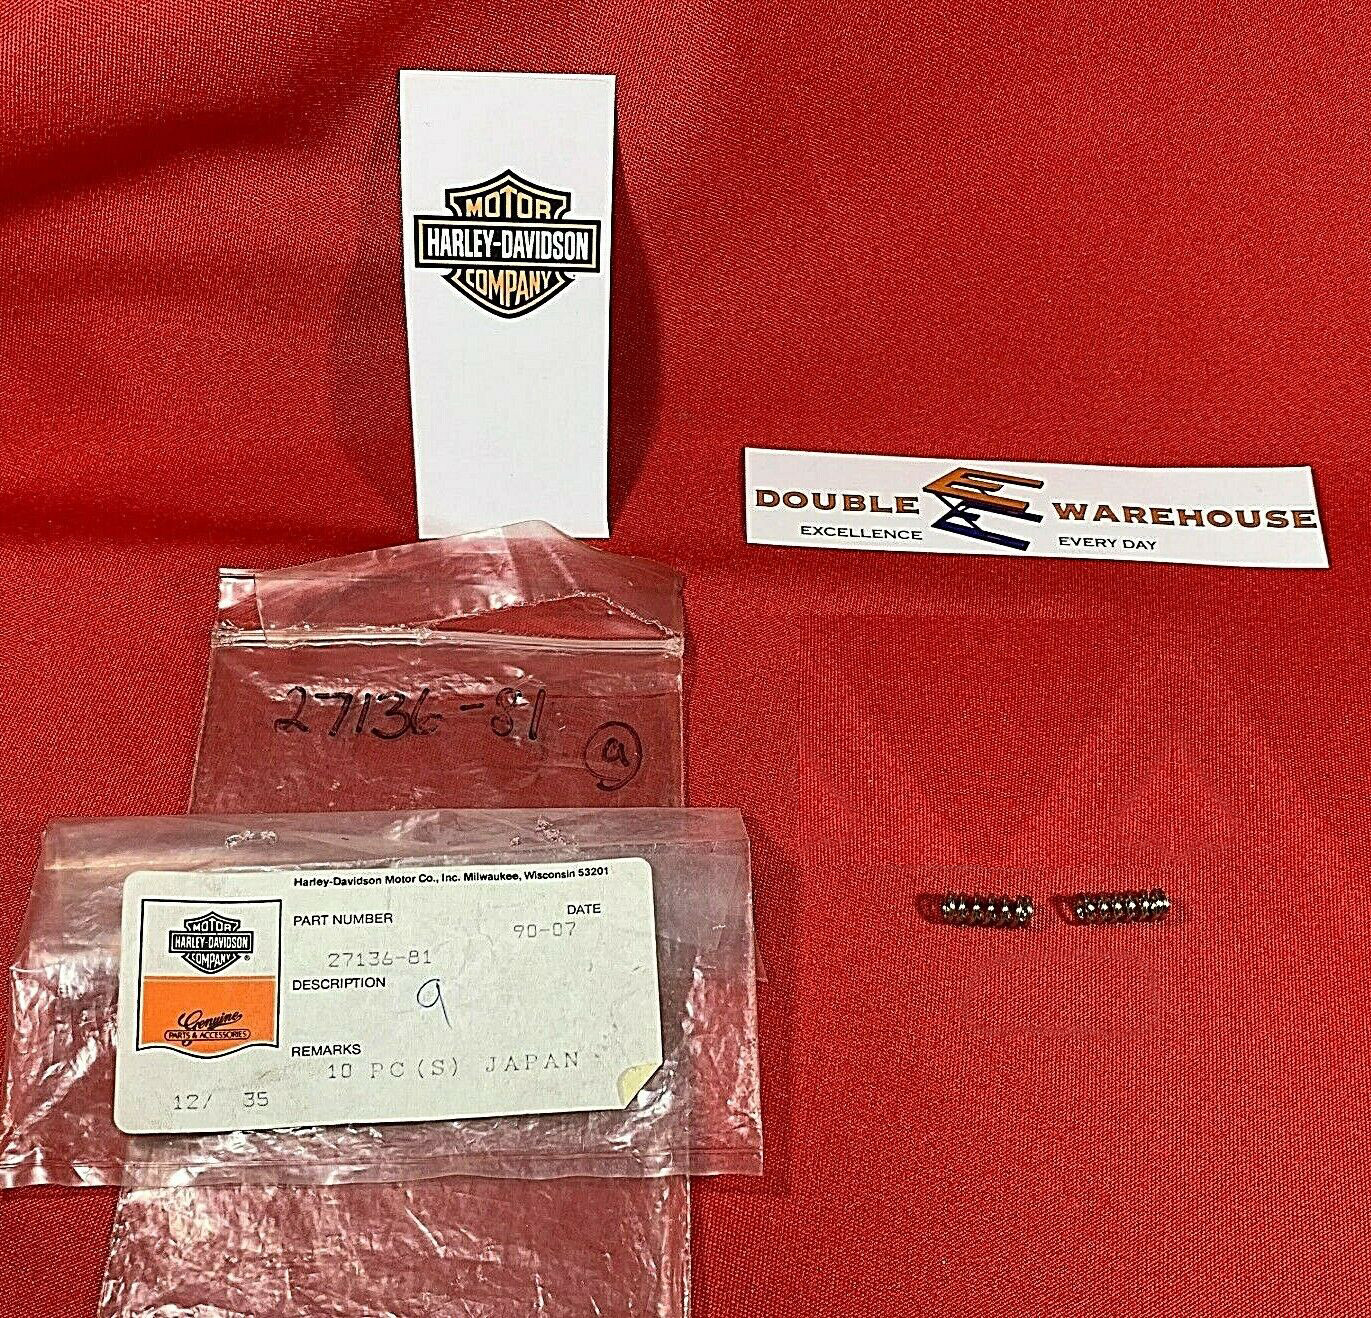 MOTOR
HARLEY-DAVIDSON
COMPANY
DOUBLE WAREHOUSE
EXCELLENCE EVERY DAY
27136-81
9
Harley-Davidson Motor Co., Inc. Milwaukee, Wisconsin 53201
MOTOR
HARLEY-DAVIDSON
COMPANY ®
Genuine
PARTS & ACCESSORIES
PART NUMBER DATE
27136-81 90-07
DESCRIPTION
9
REMARKS
10 PC(S) JAPAN
12/ 35